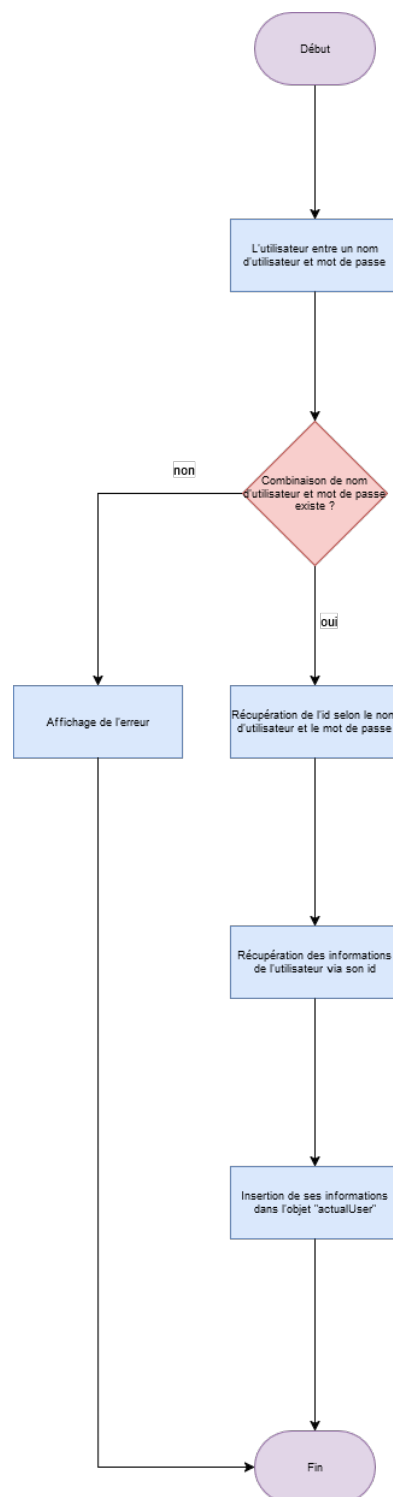 Début
L'utilisateur entre un nom
d'utilisateur et mot de passe
Combinaison de nom
d'utilisateur et mot de passe
existe ?
non
oui
Affichage de l'erreur
Récupération de l'id selon le nom
d'utilisateur et le mot de passe
Récupération des informations
de l'utilisateur via son id
Insertion de ses informations
dans l'objet "actualUser"
Fin